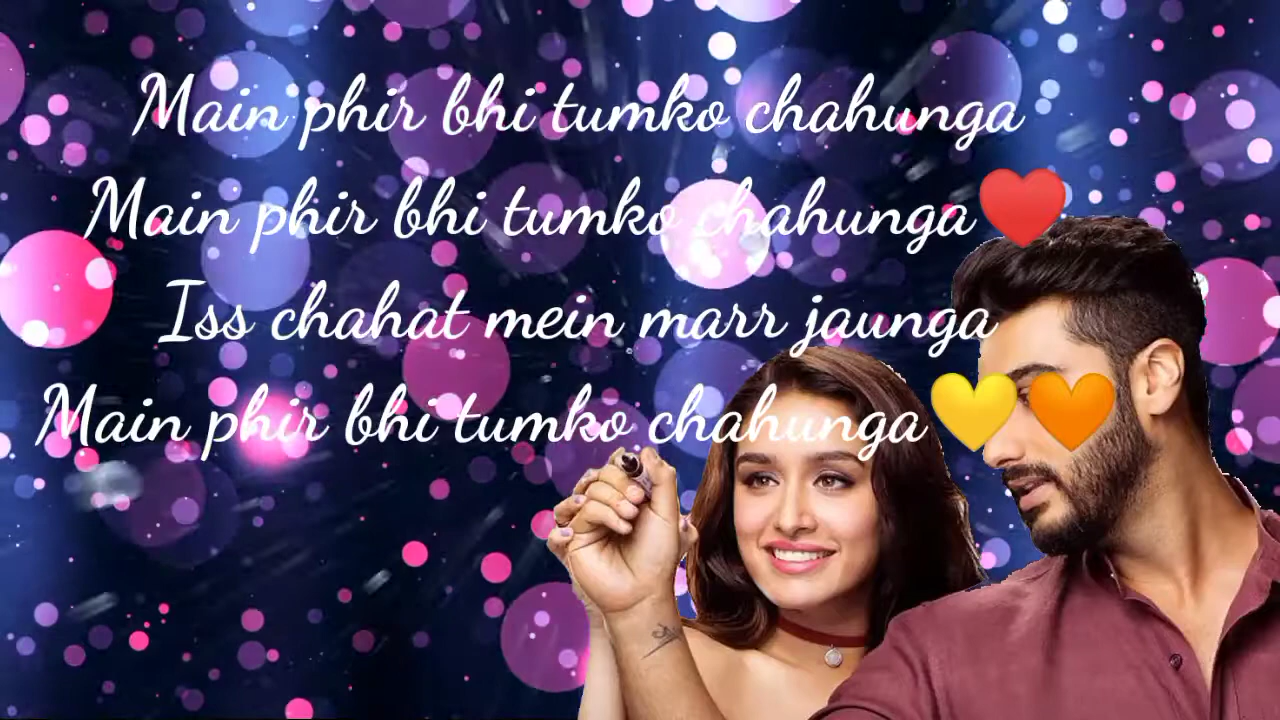 Main phir bhi tumko chahunga
Main phir bhi tumko chahunga❤️
Iss chahat mein marr jaunga
Main phir bhi tumko chahunga💛🧡